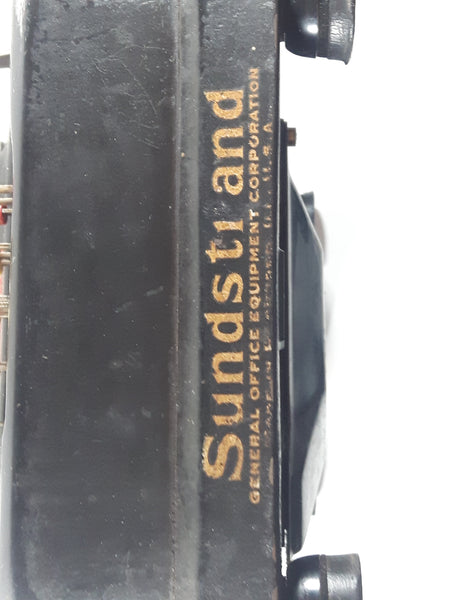 Sundstrand
GENERAL OFFICE EQUIPMENT CORPORATION
U.S.A.